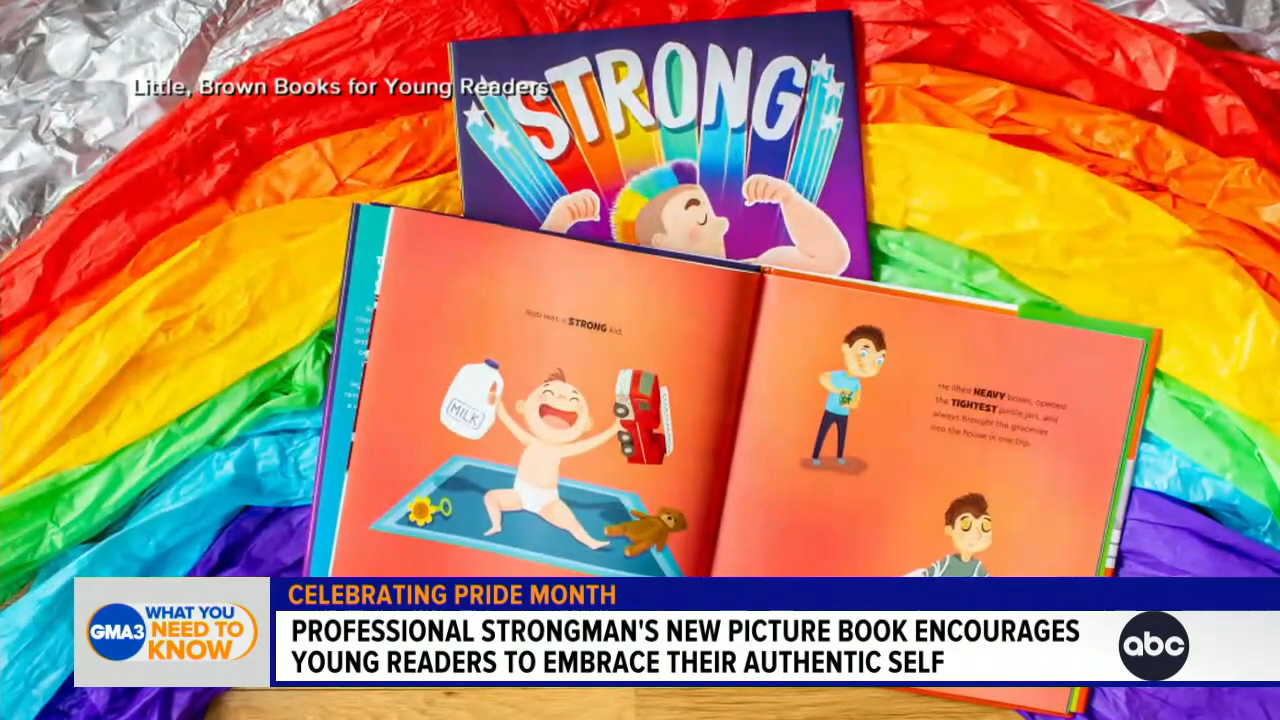 Little, Brown Books for Young Readers
STRONG
Rob was a STRONG kid.
MILK
He lifted HEAVY boxes, opened
the TIGHTEST pickle jars, and
always brought the groceries
into the house in one trip.
CELEBRATING PRIDE MONTH
GMA3
WHAT YOU
NEED TO
KNOW
PROFESSIONAL STRONGMAN'S NEW PICTURE BOOK ENCOURAGES
YOUNG READERS TO EMBRACE THEIR AUTHENTIC SELF
abc